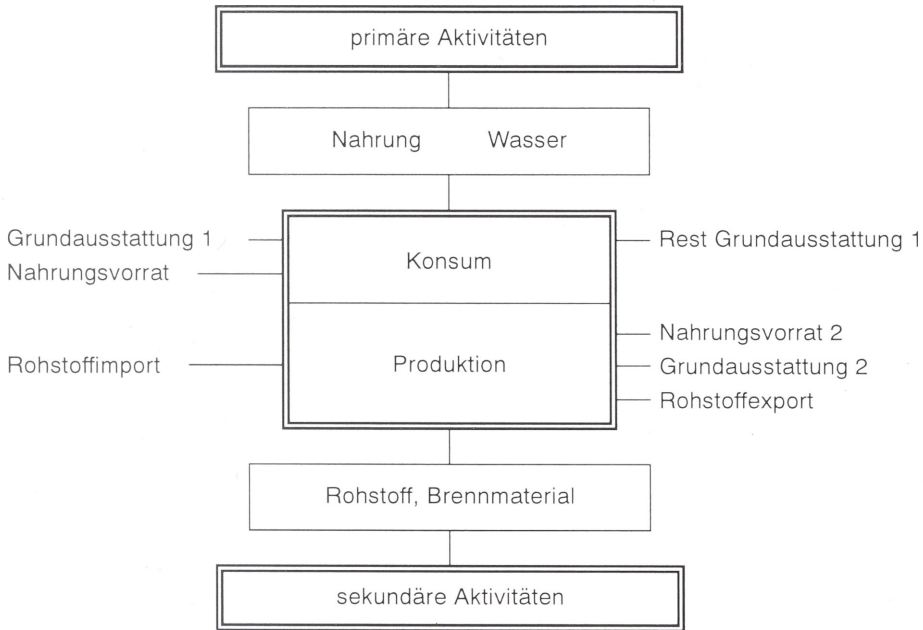 primäre Aktivitäten
Nahrung Wasser
Grundausstattung 1
Nahrungsvorrat
Rohstoffimport
Konsum
Produktion
Rest Grundausstattung 1
Nahrungsvorrat 2
Grundausstattung 2
Rohstoffexport
Rohstoff, Brennmaterial
sekundäre Aktivitäten